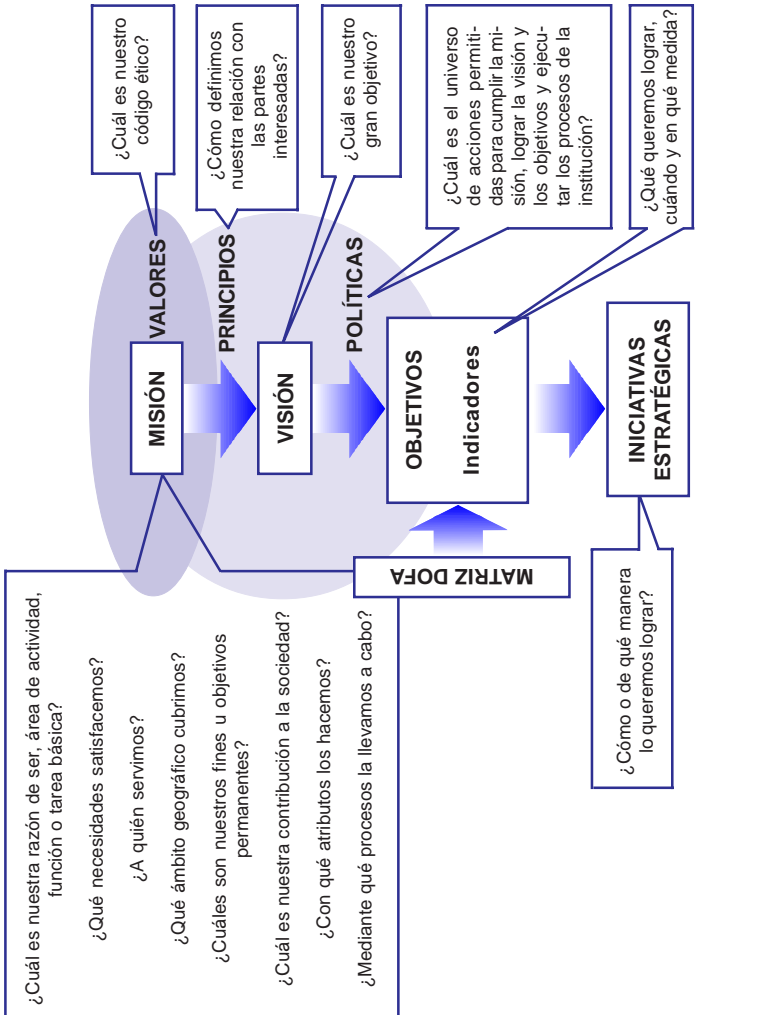 ¿Cuál es nuestra razón de ser, área de actividad,
función o tarea básica?
¿Qué necesidades satisfacemos?
¿A quién servimos?
¿Qué ámbito geográfico cubrimos?
¿Cuáles son nuestros fines u objetivos
permanentes?
¿Cuál es nuestra contribución a la sociedad?
¿Con qué atributos los hacemos?
¿Mediante qué procesos la llevamos a cabo?
MISIÓN
VALORES
¿Cuál es nuestro
código ético?
PRINCIPIOS
¿Cómo definimos
nuestra relación con
las partes
interesadas?
VISIÓN
¿Cuál es nuestro
gran objetivo?
POLÍTICAS
¿Cuál es el universo
de acciones permiti-
das para cumplir la mi-
sión, lograr la visión y
los objetivos y ejecu-
tar los procesos de la
institución?
MATRIZ DOFA
OBJETIVOS
Indicadores
¿Qué queremos lograr,
cuándo y en qué medida?
INICIATIVAS
ESTRATÉGICAS
¿Cómo o de qué manera
lo queremos lograr?